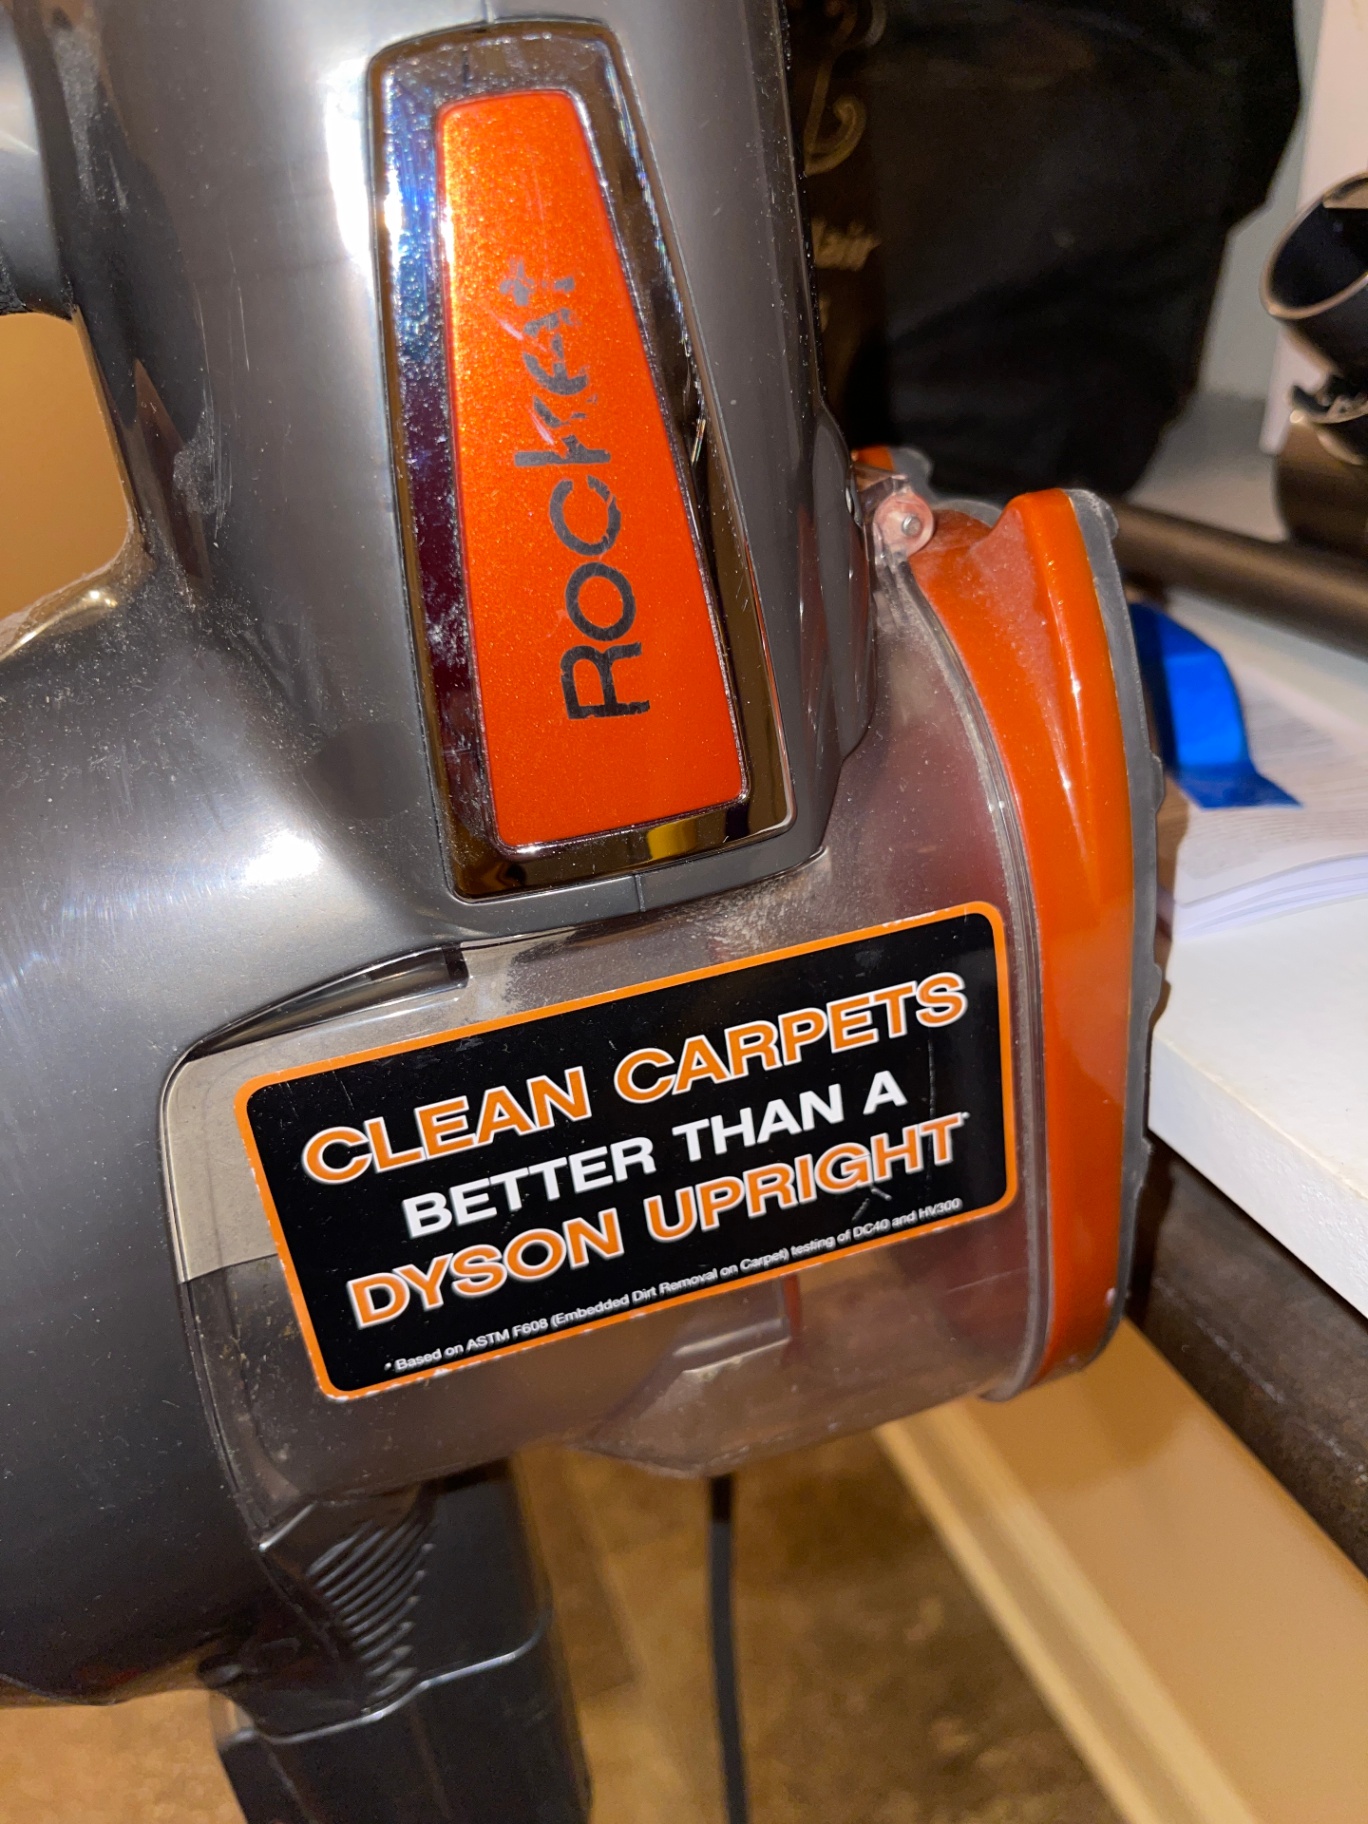 Rocket
CLEAN CARPETS
BETTER THAN A
DYSON UPRIGHT*
* Based on ASTM F608 (Embedded Dirt Removal on Carpet) testing of DC40 and HV300